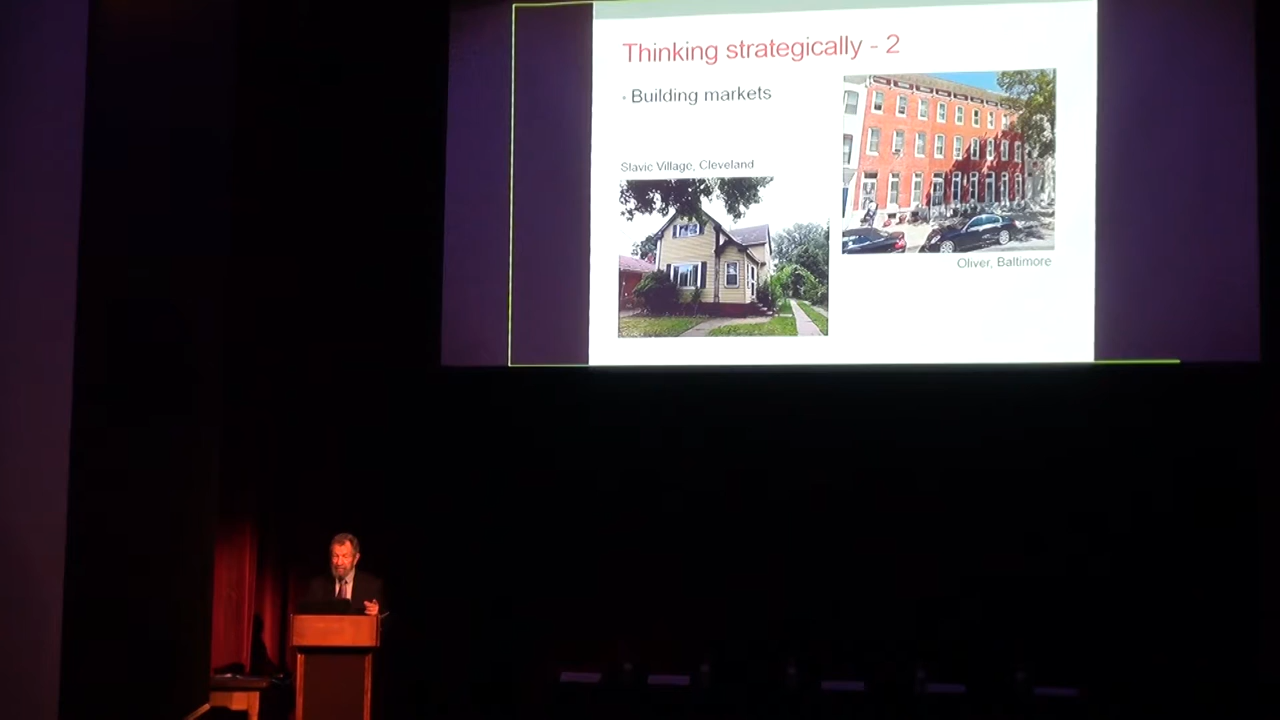 Thinking strategically - 2
• Building markets
Slavic Village, Cleveland
Oliver, Baltimore